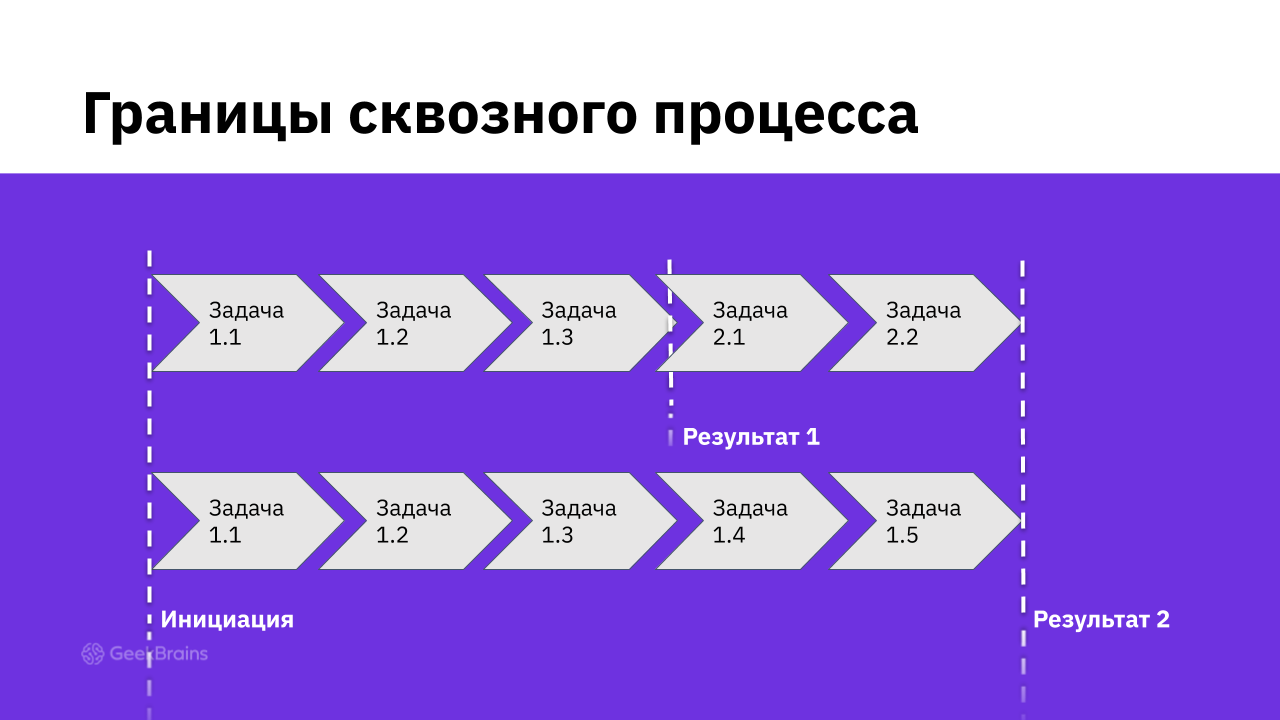 Границы сквозного процесса
Задача
1.1
Задача
1.2
Задача
1.3
Задача
2.1
Задача
2.2
Результат 1
Задача
1.1
Задача
1.2
Задача
1.3
Задача
1.4
Задача
1.5
Инициация
Результат 2
GeekBrains